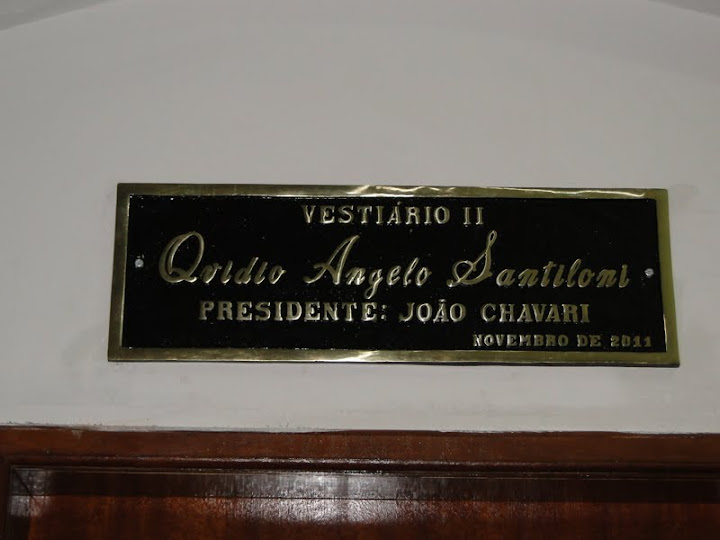 VESTIÁRIO II
Ovidio Angelo Santiloni
PRESIDENTE: JOÃO CHAVARI
NOVEMBRO DE 2011